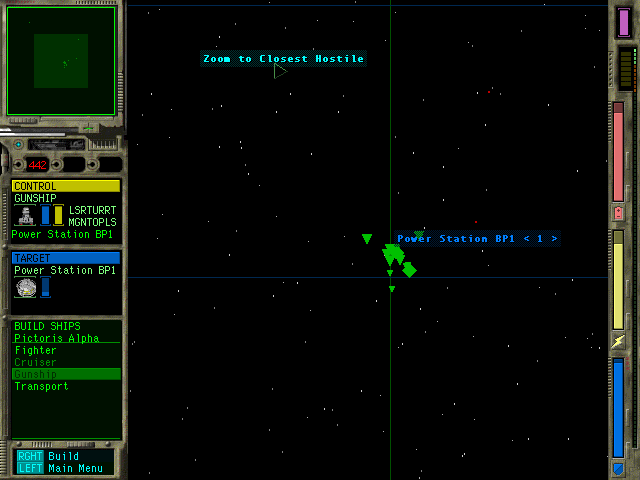 Zoom to Closest Hostile
442
CONTROL
GUNSHIP
LSRTURRT
MGNTOPLS
Power Station BP1
Power Station BP1 < 1 >
TARGET
Power Station BP1
BUILD SHIPS
Pictoris Alpha
Fighter
Cruiser
Gunship
Transport
RGHT Build
LEFT Main Menu